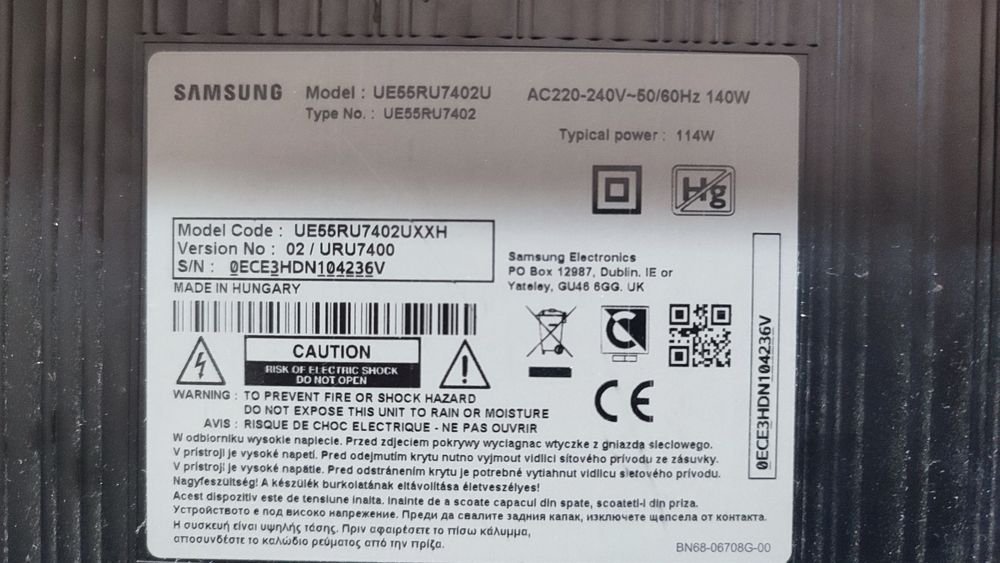 SAMSUNG Model : UE55RU7402U AC220-240V~50/60Hz 140W
Type No. : UE55RU7402
Typical power : 114W
Hg
Model Code : UE55RU7402UXXH
Version No : 02 / URU7400
S/N : 0ECE3HDN104236V
MADE IN HUNGARY
Samsung Electronics
PO Box 12987, Dublin. IE or
Yateley, GU46 6GG. UK
0ECE3HDN104236V
CAUTION
RISK OF ELECTRIC SHOCK
DO NOT OPEN
CE
WARNING : TO PREVENT FIRE OR SHOCK HAZARD
DO NOT EXPOSE THIS UNIT TO RAIN OR MOISTURE
AVIS : RISQUE DE CHOC ELECTRIQUE - NE PAS OUVRIR
W odbiorniku wysokie napiecie. Przed zdjeciem pokrywy wyciagnac wtyczke z gniazda sieciowego.
V prístroji je vysoké napetí. Pred odejmutím krytu nutno vyjmout vidlici sítového prívodu ze zásuvky.
V prístroji je vysoké napätie. Pred odstránením krytu je potrebné vytiahnut vidlicu sietového prívodu.
Nagyfeszültség! A készülék burkolatának eltávolítása életveszélyes!
Acest dispozitiv este de tensiune inalta. Inainte de a scoate capacul din spate, scoateti-l din priza.
Устройството е под високо напрежение. Преди да свалите задния капак, изключете щепсела от контакта.
Η συσκευή είναι υψηλής τάσης. Πριν αφαιρέσετε το πίσω κάλυμμα,
αποσυνδέστε το καλώδιο ρεύματος από την πρίζα.
BN68-06708G-00